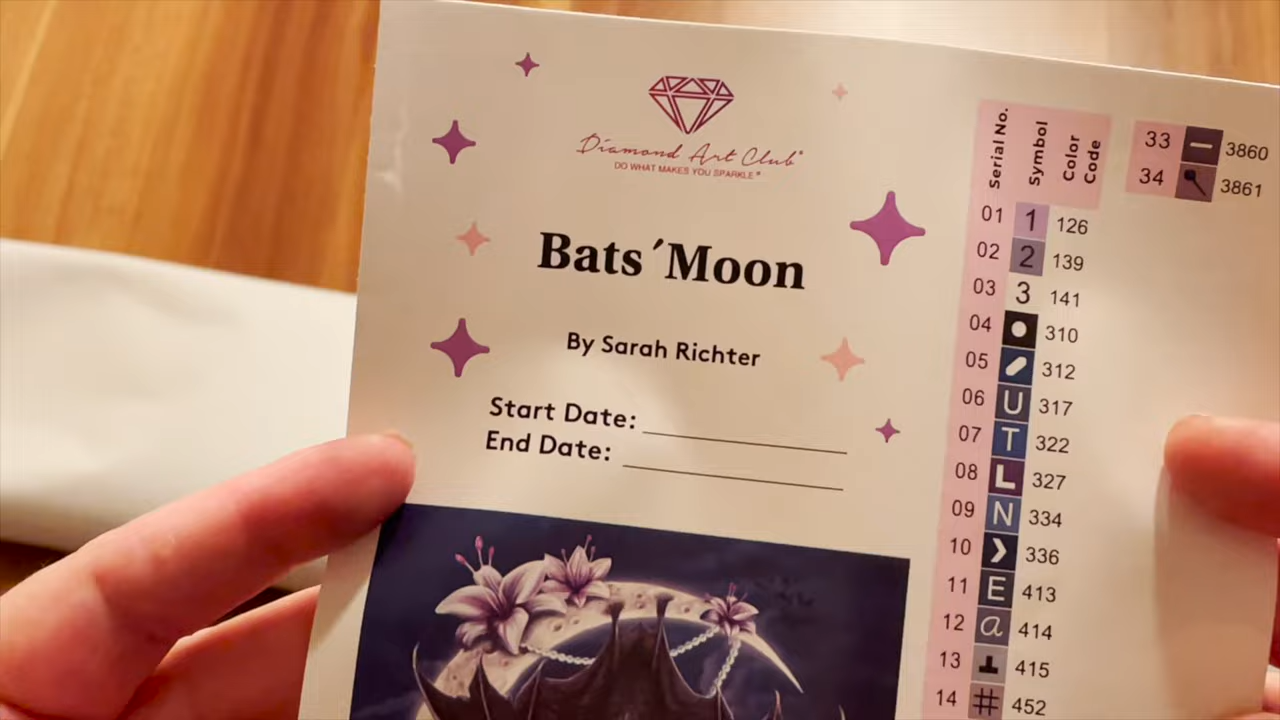 Diamond Art Club®
DO WHAT MAKES YOU SPARKLE®
Bats ´Moon
By Sarah Richter
Start Date:
End Date:
Serial No. Symbol Color Code
01 1 126
02 2 139
03 3 141
04 310
05 312
06 U 317
07 T 322
08 L 327
09 N 334
10 ❯ 336
11 E 413
12 a 414
13 ⊥ 415
14 # 452
33 – 3860
34 3861